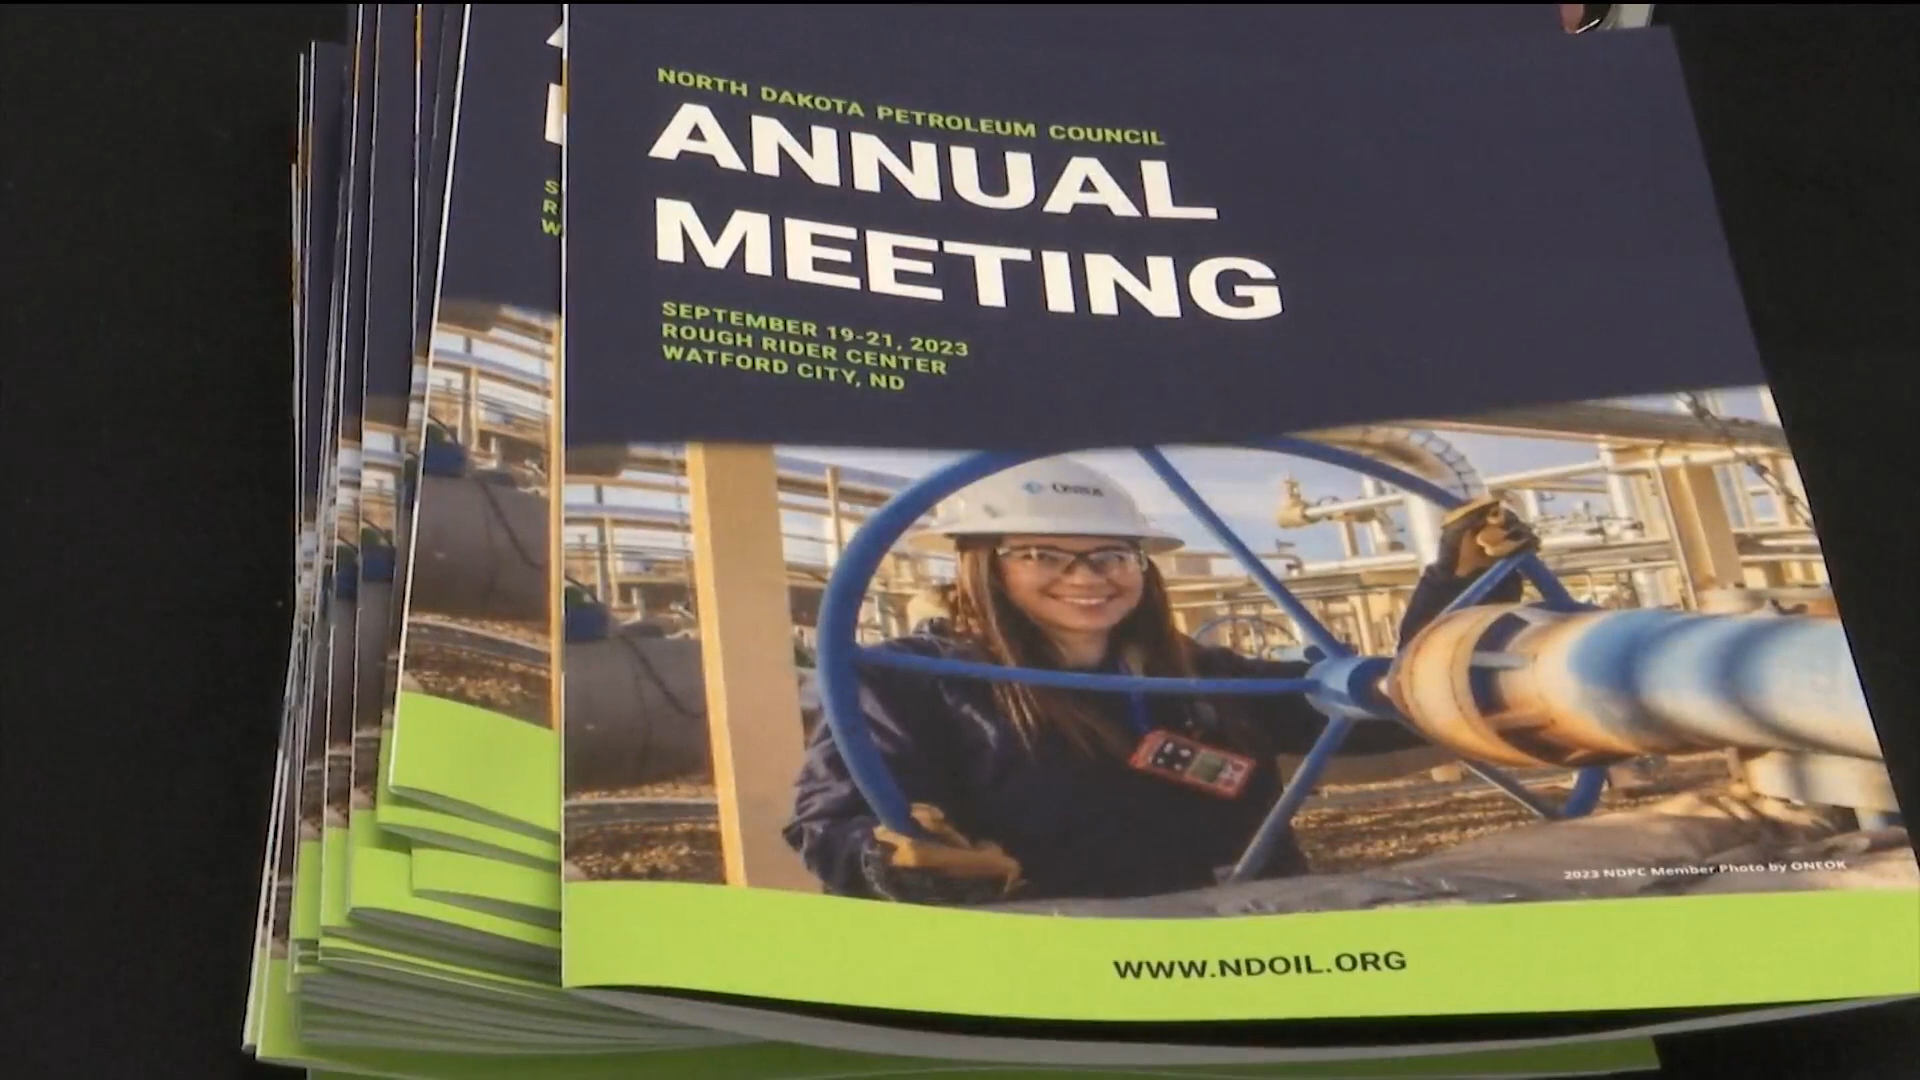 NORTH DAKOTA PETROLEUM COUNCIL
ANNUAL
MEETING
SEPTEMBER 19-21, 2023
ROUGH RIDER CENTER
WATFORD CITY, ND
2023 NDPC Member Photo by ONEOK
WWW.NDOIL.ORG